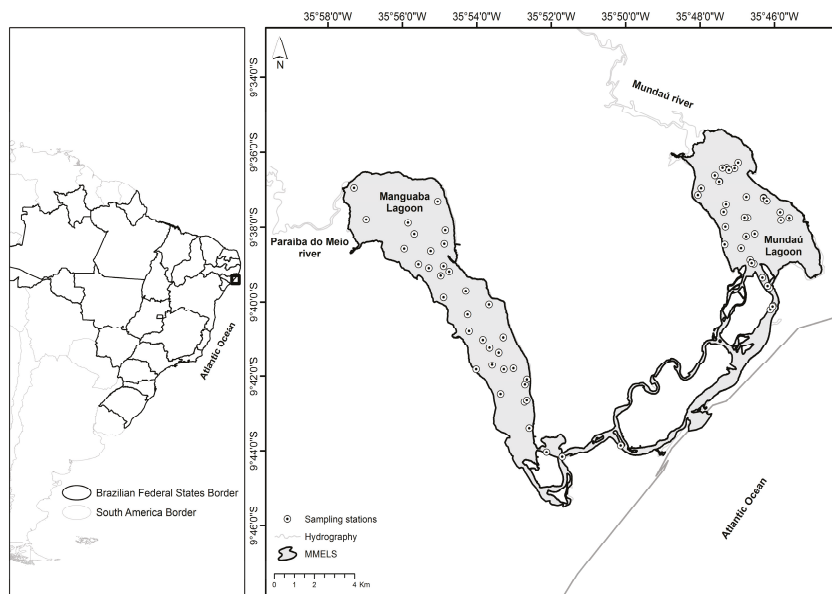 35°58'0"W 35°56'0"W 35°54'0"W 35°52'0"W 35°50'0"W 35°48'0"W 35°46'0"W
N
9°34'0"S
9°36'0"S
9°38'0"S
9°40'0"S
9°42'0"S
9°44'0"S
9°46'0"S
Mundaú river
Manguaba
Lagoon
Paraíba do Meio
river
Mundaú
Lagoon
Atlantic Ocean
Atlantic Ocean
Brazilian Federal States Border
South America Border
Sampling stations
Hydrography
MMELS
0 1 2 4 Km